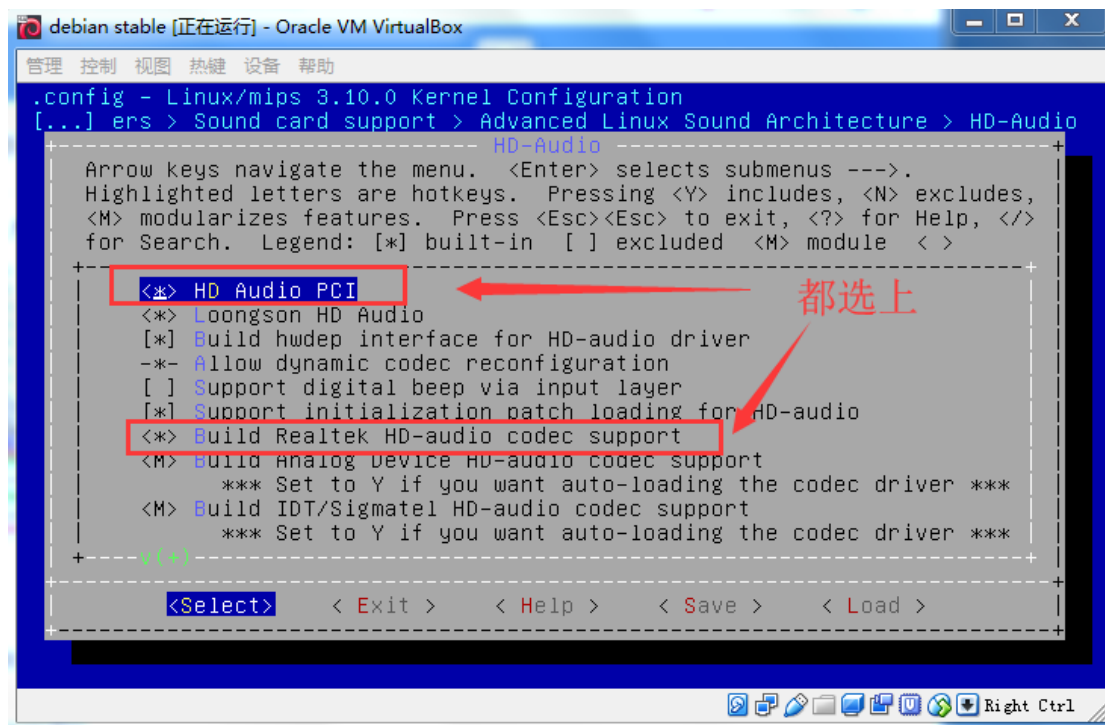 debian stable [正在运行] - Oracle VM VirtualBox
管理 控制 视图 热键 设备 帮助
.config - Linux/mips 3.10.0 Kernel Configuration
[...] ers > Sound card support > Advanced Linux Sound Architecture > HD-Audio
HD-Audio
Arrow keys navigate the menu. <Enter> selects submenus --->.
Highlighted letters are hotkeys. Pressing <Y> includes, <N> excludes,
<M> modularizes features. Press <Esc><Esc> to exit, <?> for Help, </>
for Search. Legend: [*] built-in [ ] excluded <M> module < >
<*> HD Audio PCI
都选上
<*> Loongson HD Audio
[*] Build hwdep interface for HD-audio driver
-*- Allow dynamic codec reconfiguration
[ ] Support digital beep via input layer
[*] Support initialization patch loading for HD-audio
<*> Build Realtek HD-audio codec support
<M> Build Analog Device HD-audio codec support
*** Set to Y if you want auto-loading the codec driver ***
<M> Build IDT/Sigmatel HD-audio codec support
*** Set to Y if you want auto-loading the codec driver ***
v(+)
<Select> < Exit > < Help > < Save > < Load >
Right Ctrl